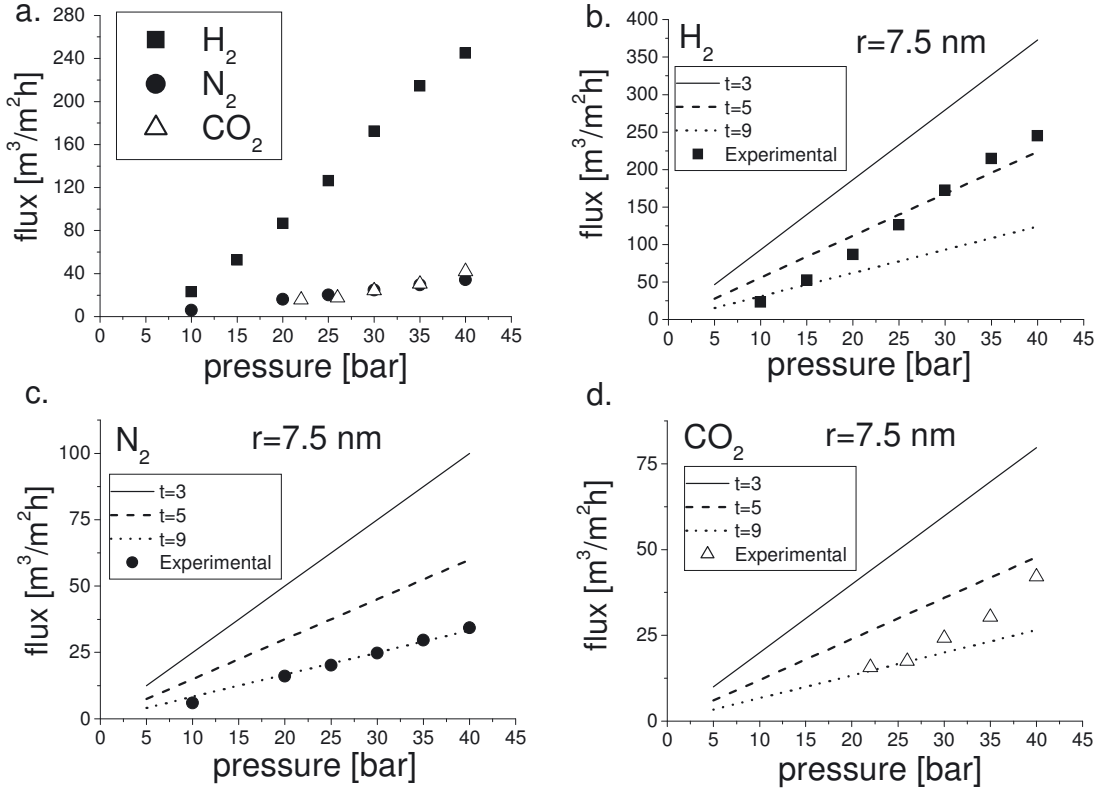 a.
flux [m³/m²h]
280
240
200
160
120
80
40
0
H₂
N₂
CO₂
0 5 10 15 20 25 30 35 40 45
pressure [bar]
b.
flux [m³/m²h]
400
350
300
250
200
150
100
50
0
H₂
r=7.5 nm
t=3
t=5
t=9
Experimental
0 5 10 15 20 25 30 35 40 45
pressure [bar]
c.
flux [m³/m²h]
100
75
50
25
0
N₂
r=7.5 nm
t=3
t=5
t=9
Experimental
0 5 10 15 20 25 30 35 40 45
pressure [bar]
d.
flux [m³/m²h]
75
50
25
0
CO₂
r=7.5 nm
t=3
t=5
t=9
Experimental
0 5 10 15 20 25 30 35 40 45
pressure [bar]